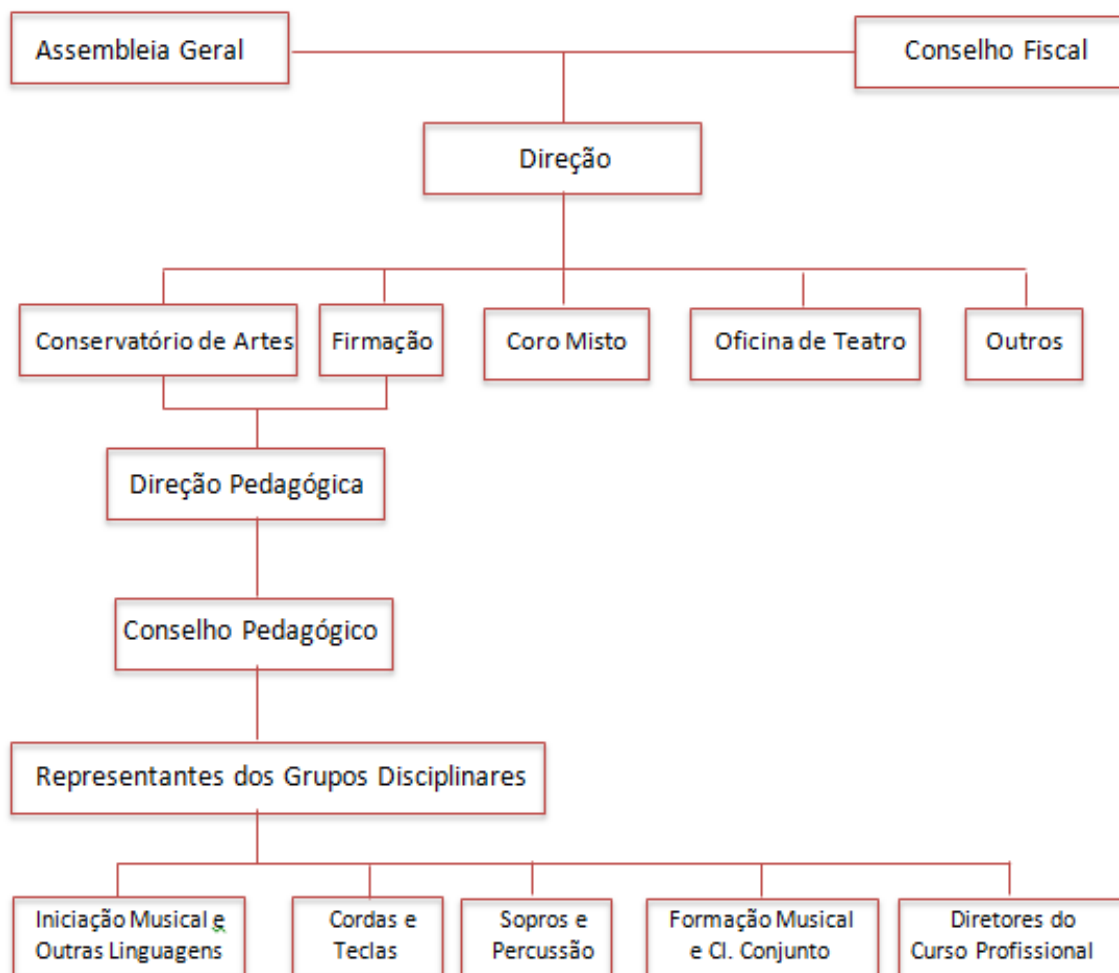 Assembleia Geral
Conselho Fiscal
Direção
Conservatório de Artes
Firmação
Coro Misto
Oficina de Teatro
Outros
Direção Pedagógica
Conselho Pedagógico
Representantes dos Grupos Disciplinares
Iniciação Musical e
Outras Linguagens
Cordas e
Teclas
Sopros e
Percussão
Formação Musical
e Cl. Conjunto
Diretores do
Curso Profissional